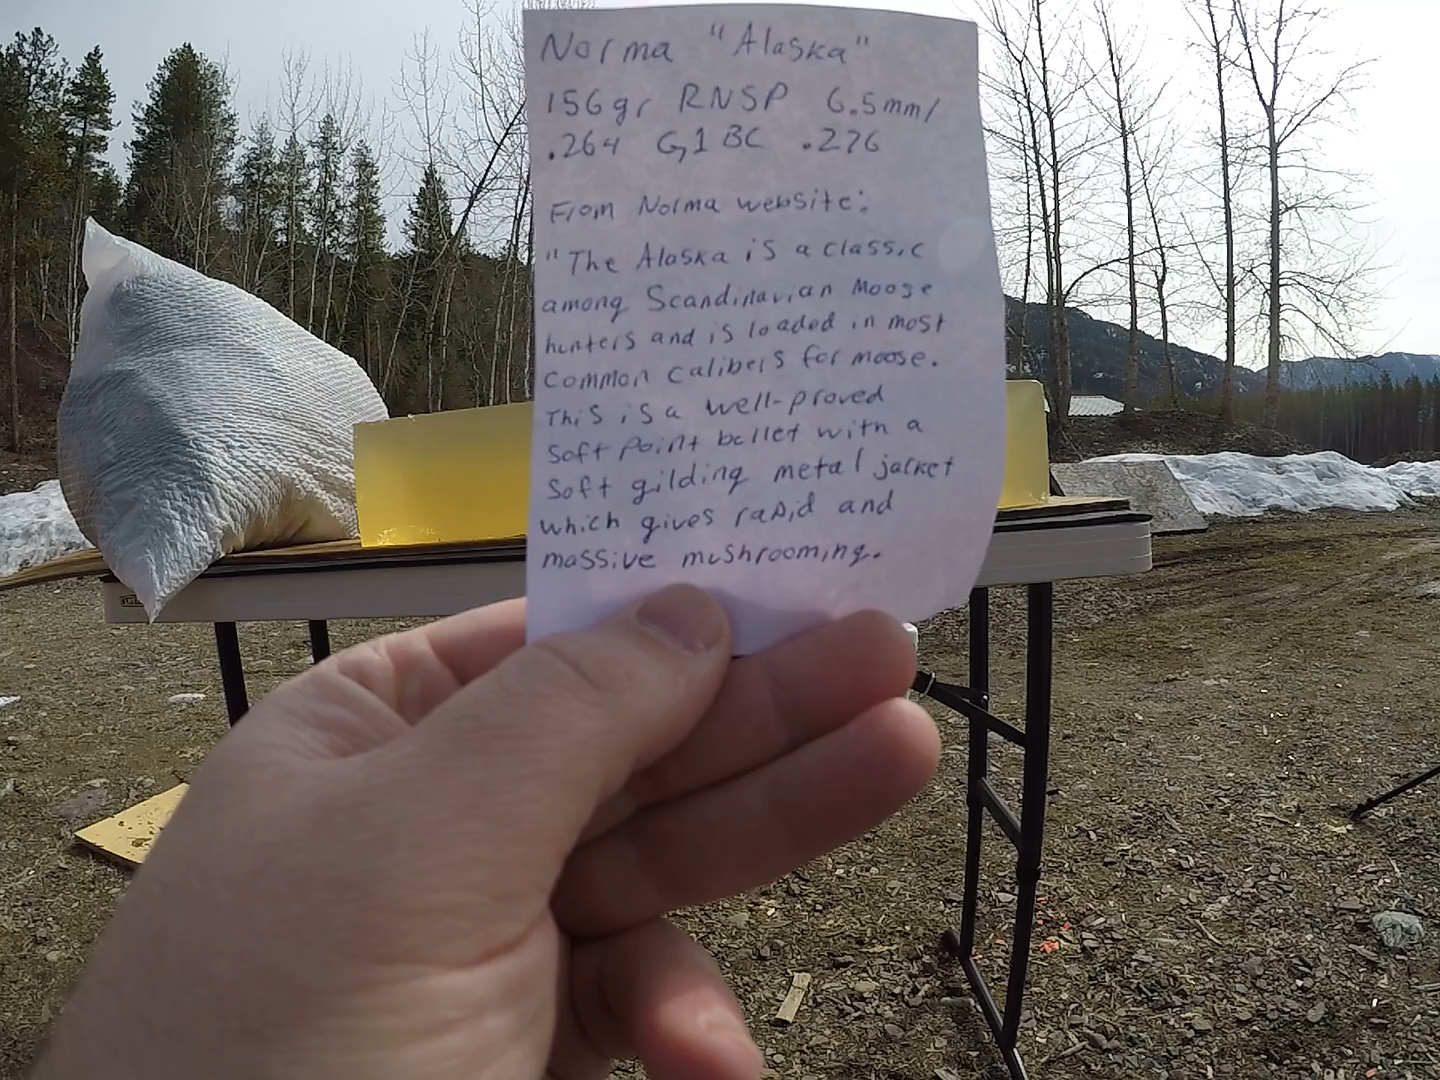 Norma "Alaska"
156gr RNSP 6.5mm/
.264 G1 BC .276
From Norma website:
"The Alaska is a classic
among Scandinavian Moose
hunters and is loaded in most
common calibers for moose.
This is a well-proved
soft point bullet with a
soft gilding metal jacket
which gives rapid and
massive mushrooming.